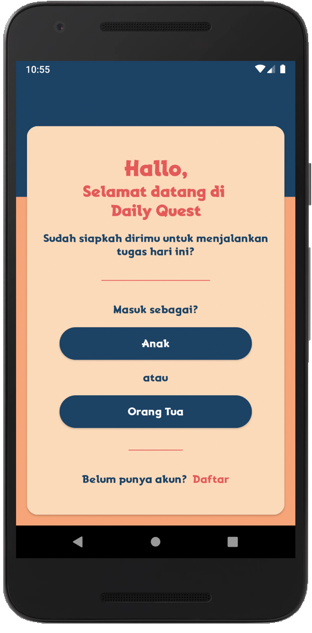 10:55
Hallo,
Selamat datang di
Daily Quest
Sudah siapkah dirimu untuk menjalankan
tugas hari ini?
Masuk sebagai?
Anak
atau
Orang Tua
Belum punya akun? Daftar